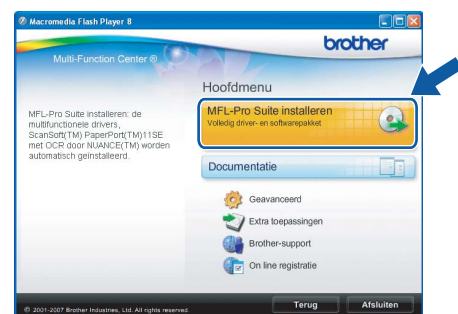 Macromedia Flash Player 8
brother
Multi-Function Center ®
Hoofdmenu
MFL-Pro Suite installeren
Volledig driver- en softwarepakket
MFL-Pro Suite installeren: de
multifunctionele drivers,
ScanSoft(TM) PaperPort(TM)11SE
met OCR door NUANCE(TM) worden
automatisch geïnstalleerd.
Documentatie
Geavanceerd
Extra toepassingen
Brother-support
On line registratie
© 2001-2007 Brother Industries, Ltd. All rights reserved.
Terug
Afsluiten